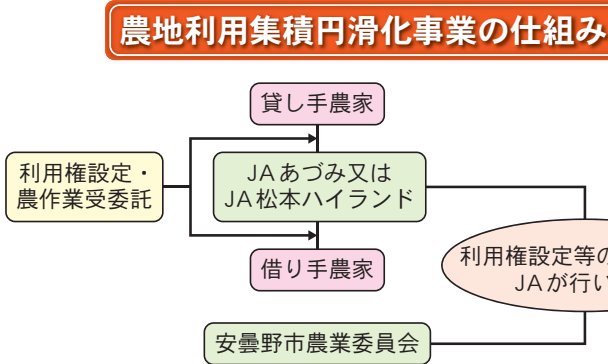 農地利用集積円滑化事業の仕組み
貸し手農家
利用権設定・
農作業受委託
JAあづみ又は
JA松本ハイランド
借り手農家
利用権設定等の
JAが行い
安曇野市農業委員会